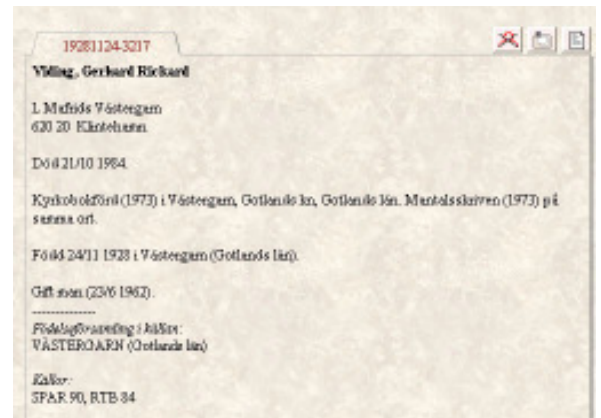 19281124-3217
Viding, Gerhard Rickard
L Mafrids Västergarn
620 20 Klintehamn
Död 21/10 1984.
Kyrkobokförd (1973) i Västergarn, Gotlands kn, Gotlands län. Mantalsskriven (1973) på
samma ort.
Född 24/11 1928 i Västergarn (Gotlands län).
Gift man (23/6 1962).
--------------
Födelseförsamling i källan:
VÄSTERGARN (Gotlands län)
Källor:
SPAR 90, RTB 84